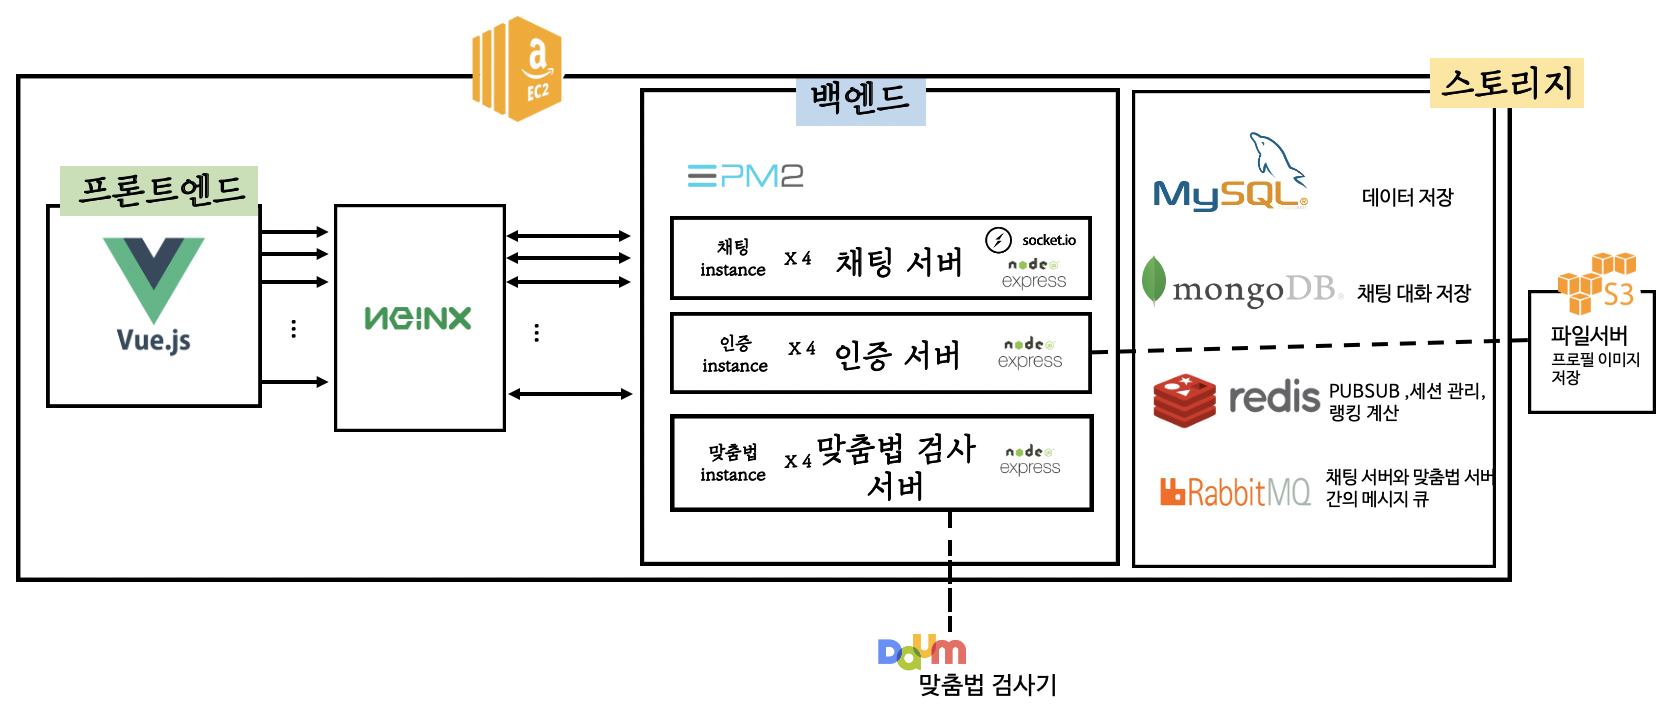 a
EC2
스토리지
백엔드
프론트엔드
Vue.js
NGINX
PM2
채팅
instance
X 4
채팅 서버
socket.io
node
express
인증
instance
X 4
인증 서버
node
express
맞춤법
instance
X 4
맞춤법 검사
서버
node
express
MySQL®
데이터 저장
mongoDB
채팅 대화 저장
redis
PUBSUB ,세션 관리,
랭킹 계산
RabbitMQ
채팅 서버와 맞춤법 서버
간의 메시지 큐
S3
파일서버
프로필 이미지
저장
Daum
맞춤법 검사기